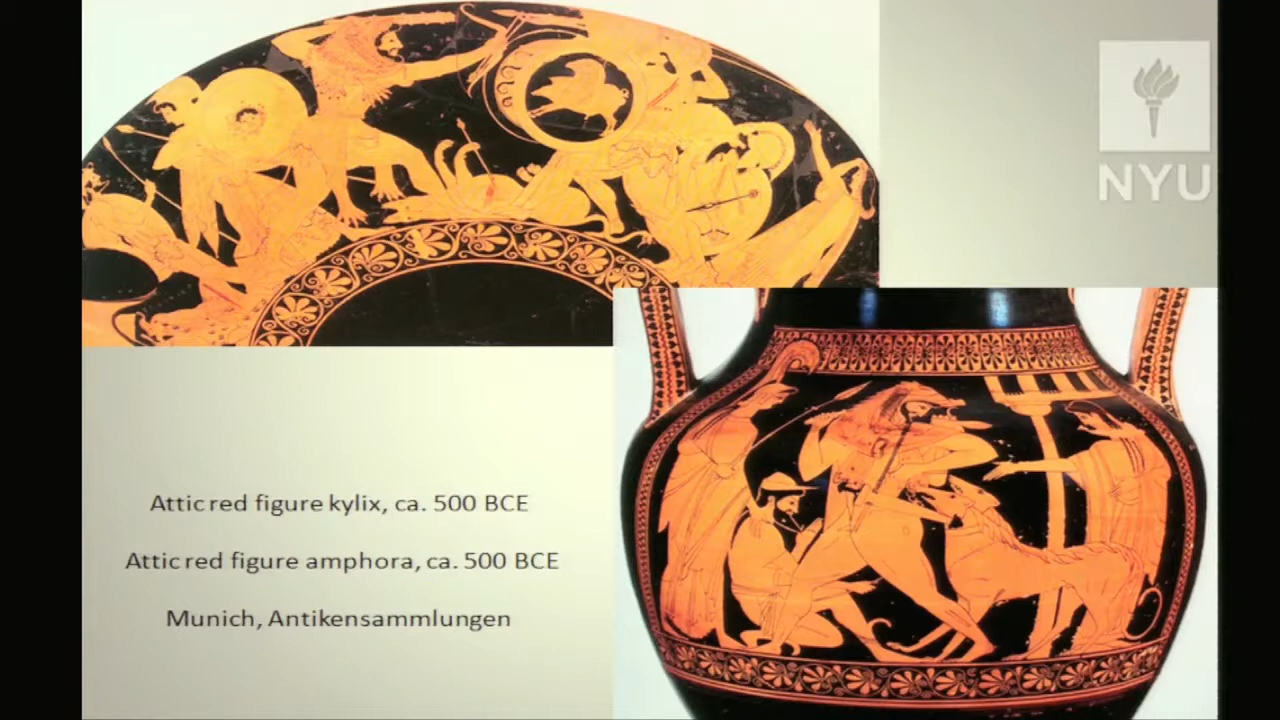 NYU
Attic red figure kylix, ca. 500 BCE
Attic red figure amphora, ca. 500 BCE
Munich, Antikensammlungen